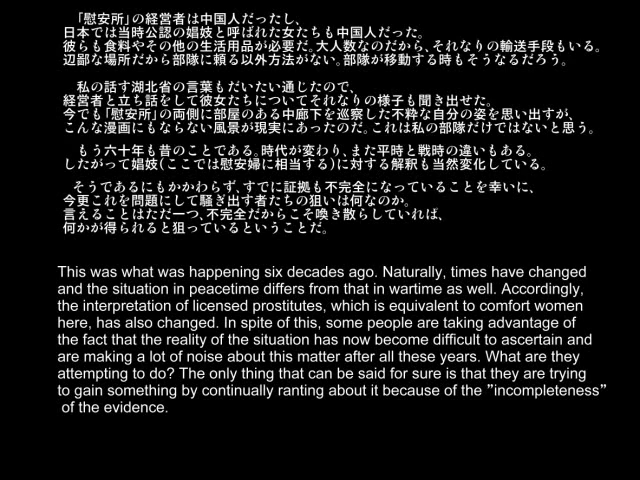 「慰安所」の経営者は中国人だったし、
日本では当時公認の娼妓と呼ばれた女たちも中国人だった。
彼らも食料やその他の生活用品が必要だ。大人数なのだから、それなりの輸送手段もいる。
辺鄙な場所だから部隊に頼る以外方法がない。部隊が移動する時もそうなるだろう。
私の話す湖北省の言葉もだいたい通じたので、
経営者と立ち話をして彼女たちについてそれなりの様子も聞き出せた。
今でも「慰安所」の両側に部屋のある中廊下を巡察した不粋な自分の姿を思い出すが、
こんな漫画にもならない風景が現実にあったのだ。これは私の部隊だけではないと思う。
もう六十年も昔のことである。時代が変わり、また平時と戦時の違いもある。
したがって娼妓(ここでは慰安婦に相当する)に対する解釈も当然変化している。
そうであるにもかかわらず、すでに証拠も不完全になっていることを幸いに、
今更これを問題にして騒ぎ出す者たちの狙いは何なのか。
言えることはただ一つ、不完全だからこそ喚き散らしていれば、
何かが得られると狙っているということだ。
This was what was happening six decades ago. Naturally, times have changed
and the situation in peacetime differs from that in wartime as well. Accordingly,
the interpretation of licensed prostitutes, which is equivalent to comfort women
here, has also changed. In spite of this, some people are taking advantage of
the fact that the reality of the situation has now become difficult to ascertain and
are making a lot of noise about this matter after all these years. What are they
attempting to do? The only thing that can be said for sure is that they are trying
to gain something by continually ranting about it because of the ”incompleteness”
of the evidence.